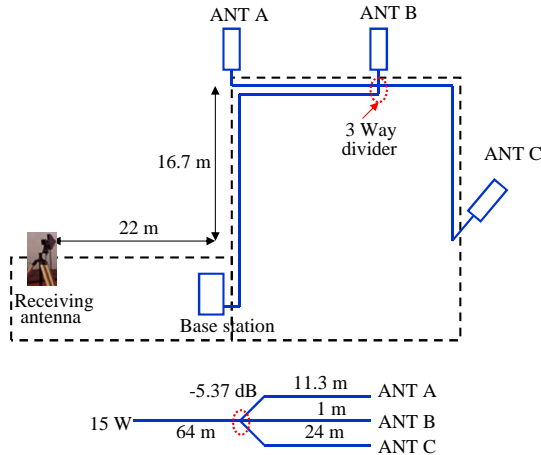 ANT A
ANT B
3 Way
divider
ANT C
16.7 m
22 m
Receiving
antenna
Base station
-5.37 dB
11.3 m
ANT A
1 m
15 W
ANT B
64 m
24 m
ANT C